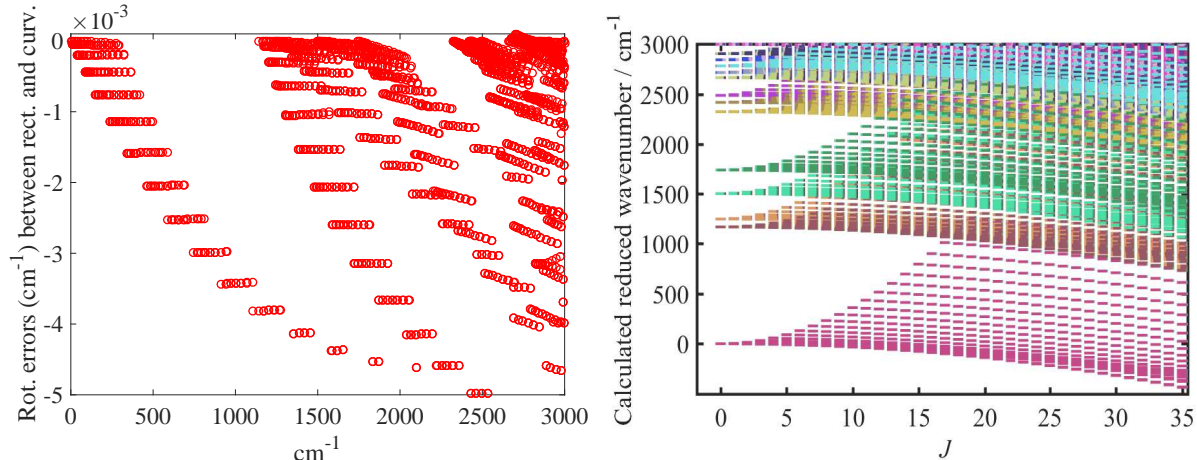 ×10⁻³
Rot. errors (cm⁻¹) between rect. and curv.
0
-1
-2
-3
-4
-5
0 500 1000 1500 2000 2500 3000
cm⁻¹
Calculated reduced wavenumber / cm⁻¹
3000
2500
2000
1500
1000
500
0
0 5 10 15 20 25 30 35
J